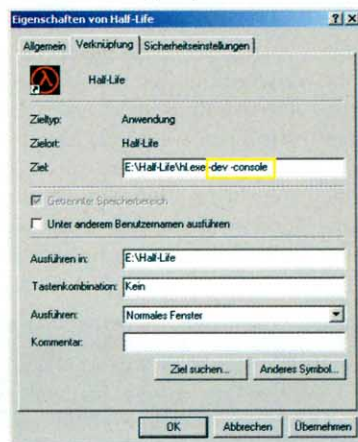 Eigenschaften von Half-Life
Allgemein Verknüpfung Sicherheitseinstellungen
Half-Life
Zieltyp: Anwendung
Zielort: Half-Life
Ziel: E:\Half-Life\hl.exe -dev -console
Getrennter Speicherbereich
Unter anderem Benutzernamen ausführen
Ausführen in: E:\Half-Life
Tastenkombination: Kein
Ausführen: Normales Fenster
Kommentar:
Ziel suchen... Anderes Symbol...
OK Abbrechen Übernehmen